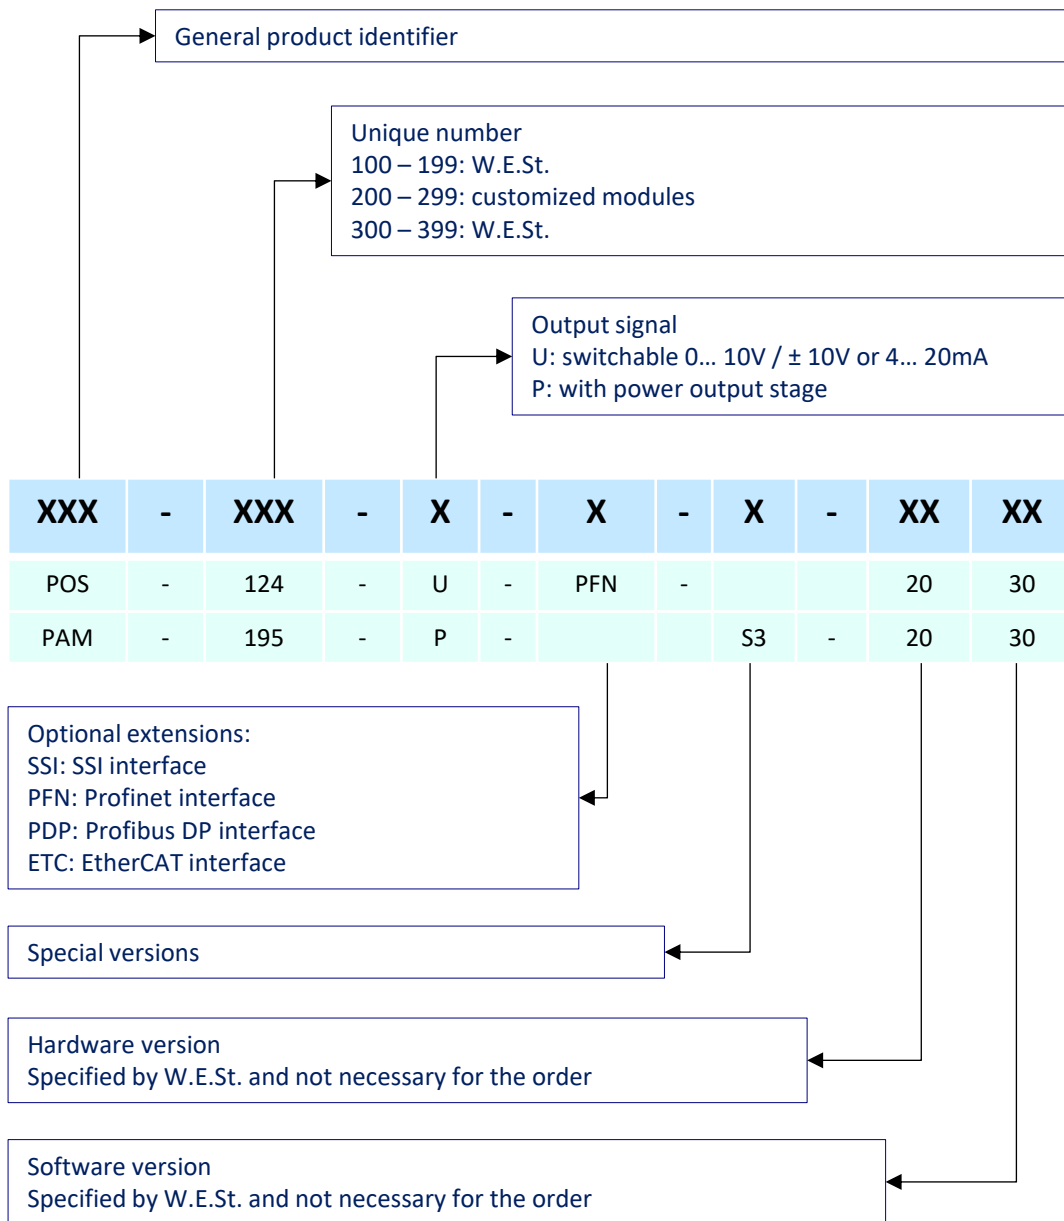 General product identifier
Unique number
100 – 199: W.E.St.
200 – 299: customized modules
300 – 399: W.E.St.
Output signal
U: switchable 0... 10V / ± 10V or 4... 20mA
P: with power output stage
XXX - XXX - X - X - X - XX XX
POS - 124 - U - PFN - 20 30
PAM - 195 - P - S3 - 20 30
Optional extensions:
SSI: SSI interface
PFN: Profinet interface
PDP: Profibus DP interface
ETC: EtherCAT interface
Special versions
Hardware version
Specified by W.E.St. and not necessary for the order
Software version
Specified by W.E.St. and not necessary for the order